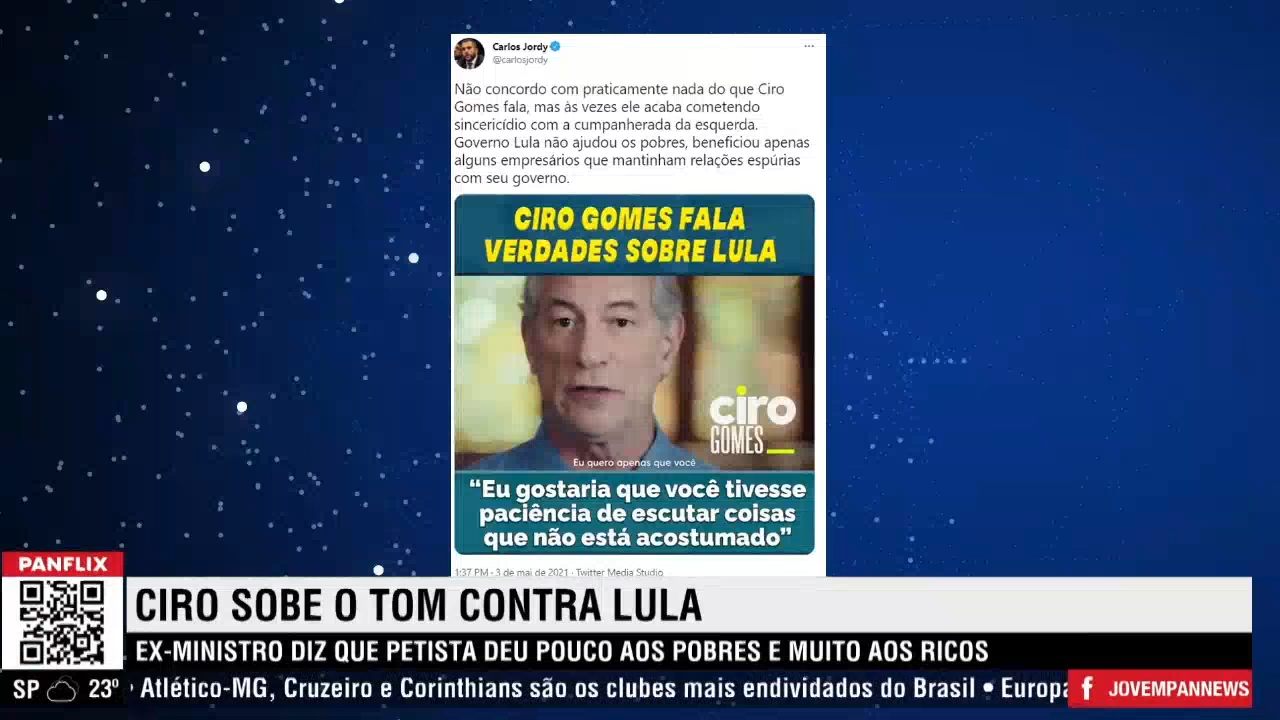 Carlos Jordy
@carlosjordy
Não concordo com praticamente nada do que Ciro
Gomes fala, mas às vezes ele acaba cometendo
sincericídio com a cumpanherada da esquerda.
Governo Lula não ajudou os pobres, beneficiou apenas
alguns empresários que mantinham relações espúrias
com seu governo.
CIRO GOMES FALA
VERDADES SOBRE LULA
ciro
GOMES
Eu quero apenas que você
“Eu gostaria que você tivesse
paciência de escutar coisas
que não está acostumado”
1:37 PM · 3 de mai de 2021 · Twitter Media Studio
PANFLIX
CIRO SOBE O TOM CONTRA LULA
EX-MINISTRO DIZ QUE PETISTA DEU POUCO AOS POBRES E MUITO AOS RICOS
SP 23º Atlético-MG, Cruzeiro e Corinthians são os clubes mais endividados do Brasil • Europa
f JOVEMPANNEWS